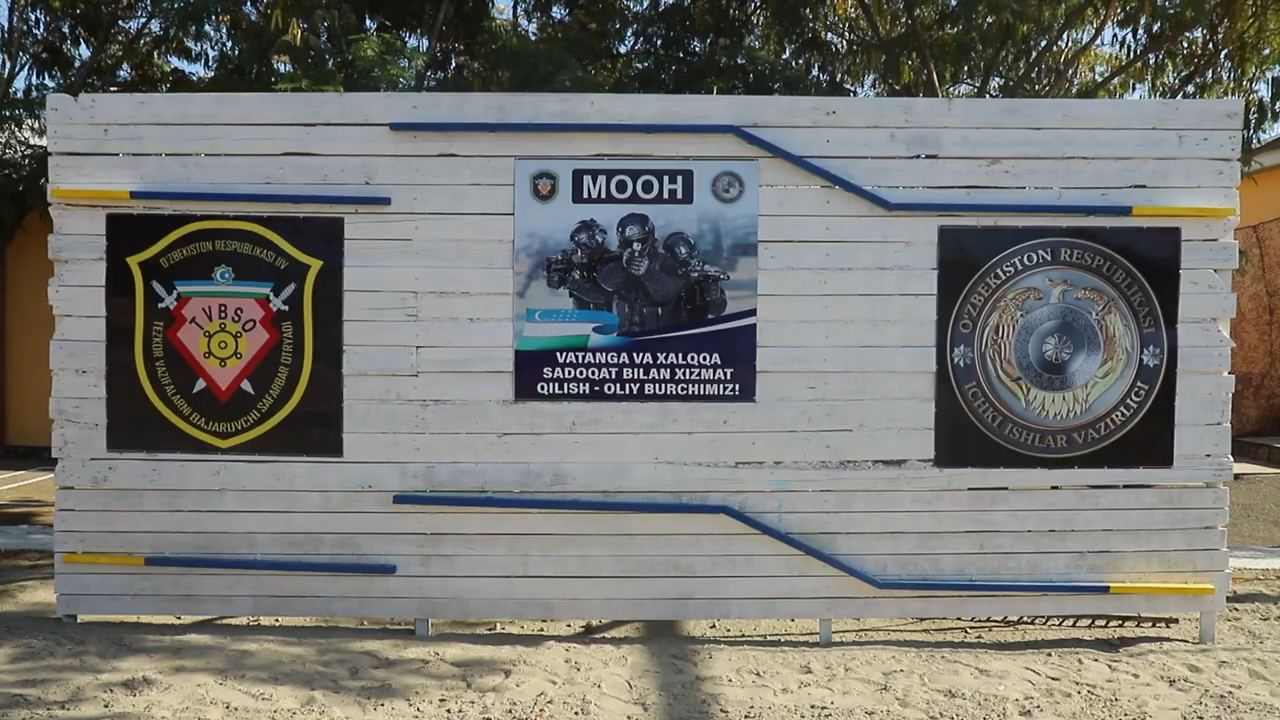 O'ZBEKISTON RESPUBLIKASI IIV
TVBSO
TEZKOR VAZIFALARNI BAJARUVCHI SAFARBAR OTRYADI
MOOH
VATANGA VA XALQQA
SADOQAT BILAN XIZMAT
QILISH - OLIY BURCHIMIZ!
O'ZBEKISTON RESPUBLIKASI
ICHKI ISHLAR VAZIRLIGI